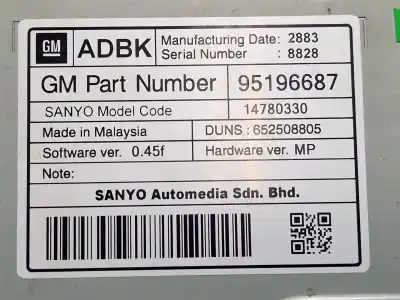 GM ADBK Manufacturing Date: 2883
Serial Number : 8828
GM Part Number 95196687
SANYO Model Code 14780330
Made in Malaysia DUNS : 652508805
Software ver. 0.45f Hardware ver. MP
Note:
SANYO Automedia Sdn. Bhd.